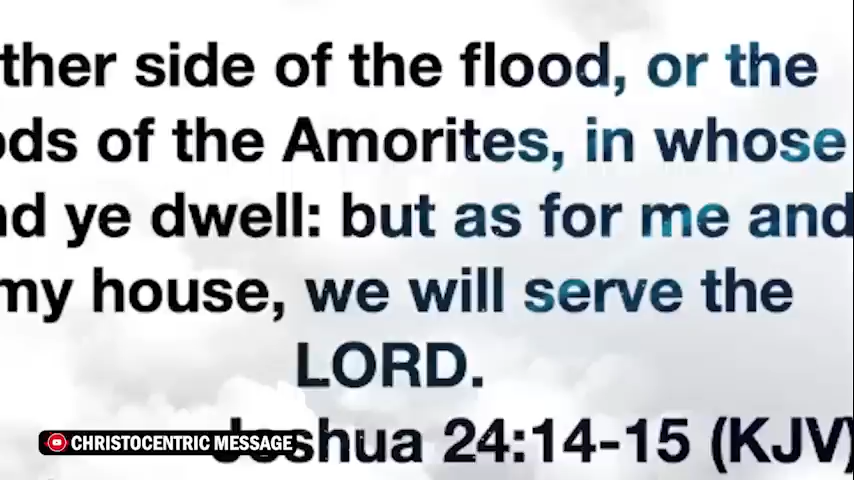 ther side of the flood, or the
ods of the Amorites, in whose
nd ye dwell: but as for me and
my house, we will serve the
LORD.
Joshua 24:14-15 (KJV)
CHRISTOCENTRIC MESSAGE